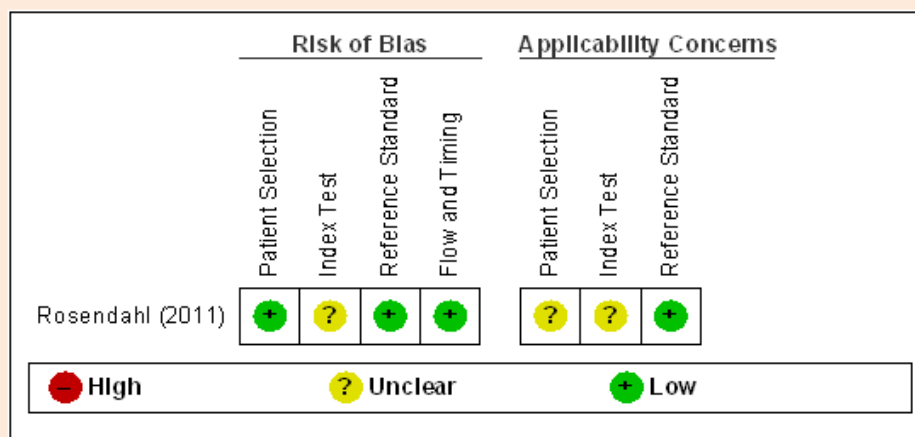 Risk of Bias Applicability Concerns
Patient Selection
Index Test
Reference Standard
Flow and Timing
Patient Selection
Index Test
Reference Standard
Rosendahl (2011) + ? + + ? ? +
– High ? Unclear + Low